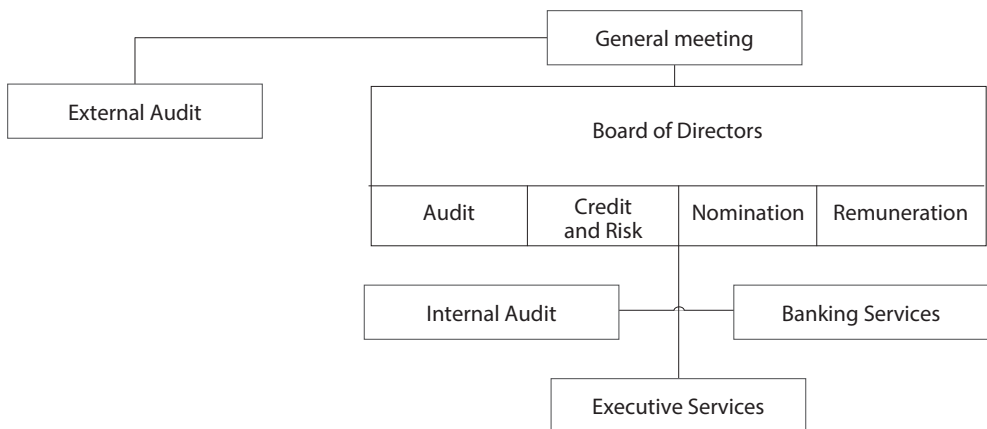 General meeting
External Audit
Board of Directors
Audit
Credit
and Risk
Nomination
Remuneration
Internal Audit
Banking Services
Executive Services